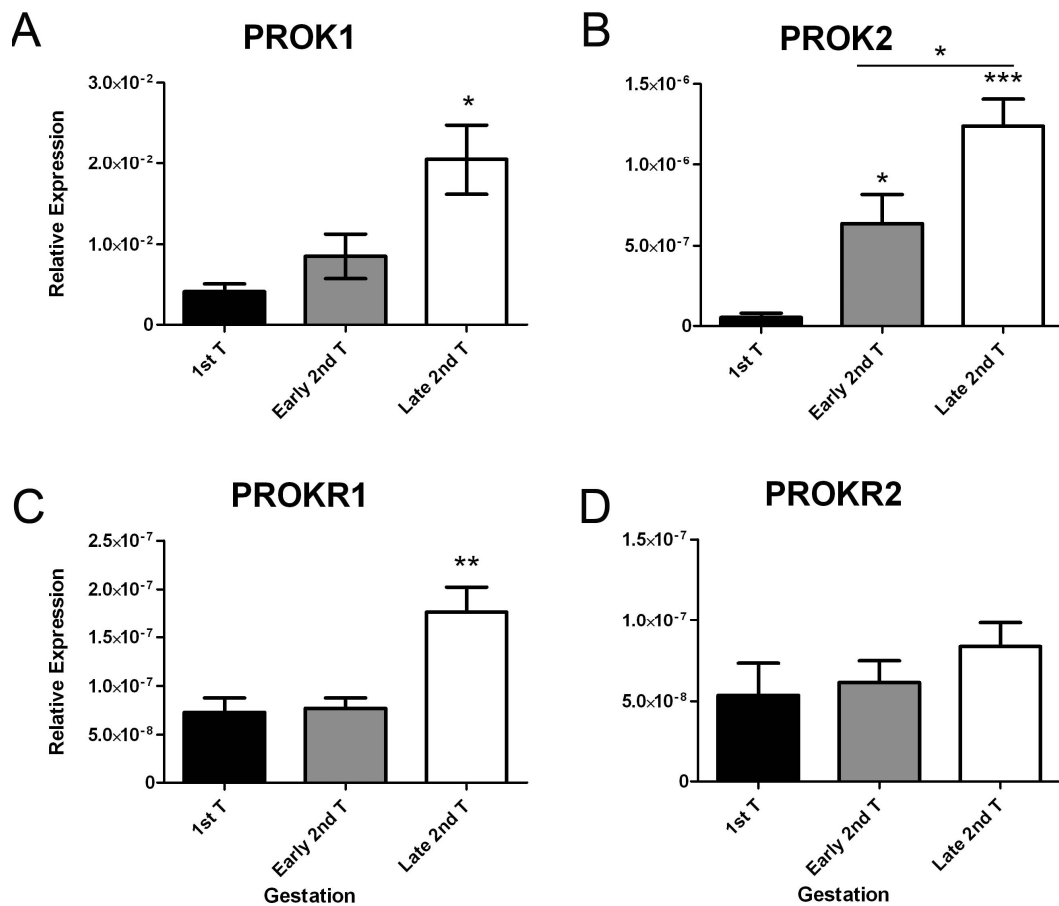 A
PROK1
Relative Expression
3.0×10⁻²
2.0×10⁻²
1.0×10⁻²
0
*
1st T
Early 2nd T
Late 2nd T
B
PROK2
*
1.5×10⁻⁶
1.0×10⁻⁶
5.0×10⁻⁷
0
*
***
1st T
Early 2nd T
Late 2nd T
C
PROKR1
Relative Expression
2.5×10⁻⁷
2.0×10⁻⁷
1.5×10⁻⁷
1.0×10⁻⁷
5.0×10⁻⁸
0
**
1st T
Early 2nd T
Late 2nd T
Gestation
D
PROKR2
1.5×10⁻⁷
1.0×10⁻⁷
5.0×10⁻⁸
0
1st T
Early 2nd T
Late 2nd T
Gestation